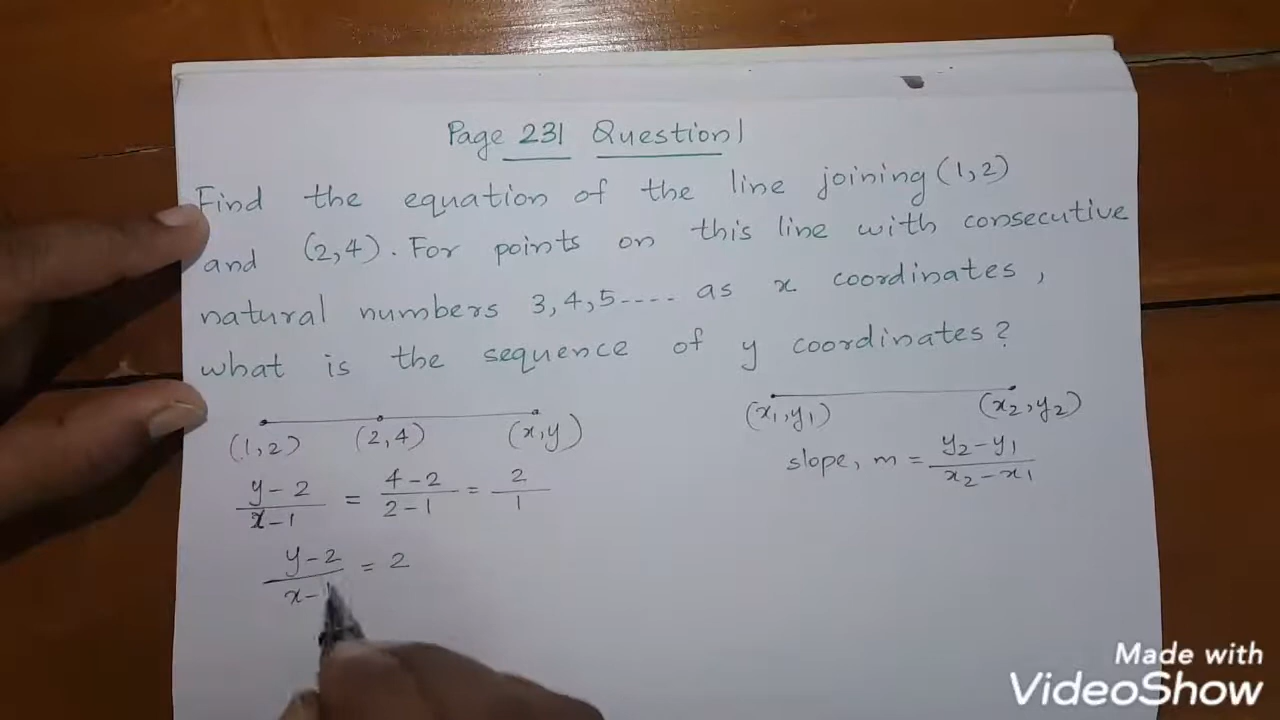 Page 231 Question 1
Find the equation of the line joining (1,2)
and (2,4). For points on this line with consecutive
natural numbers 3,4,5.... as x coordinates,
what is the sequence of y coordinates?
(1,2) (2,4) (x,y)
(y-2)/(x-1) = (4-2)/(2-1) = 2/1
(y-2)/(x-1) = 2
(x₁,y₁) (x₂,y₂)
slope, m = (y₂-y₁)/(x₂-x₁)
Made with
VideoShow